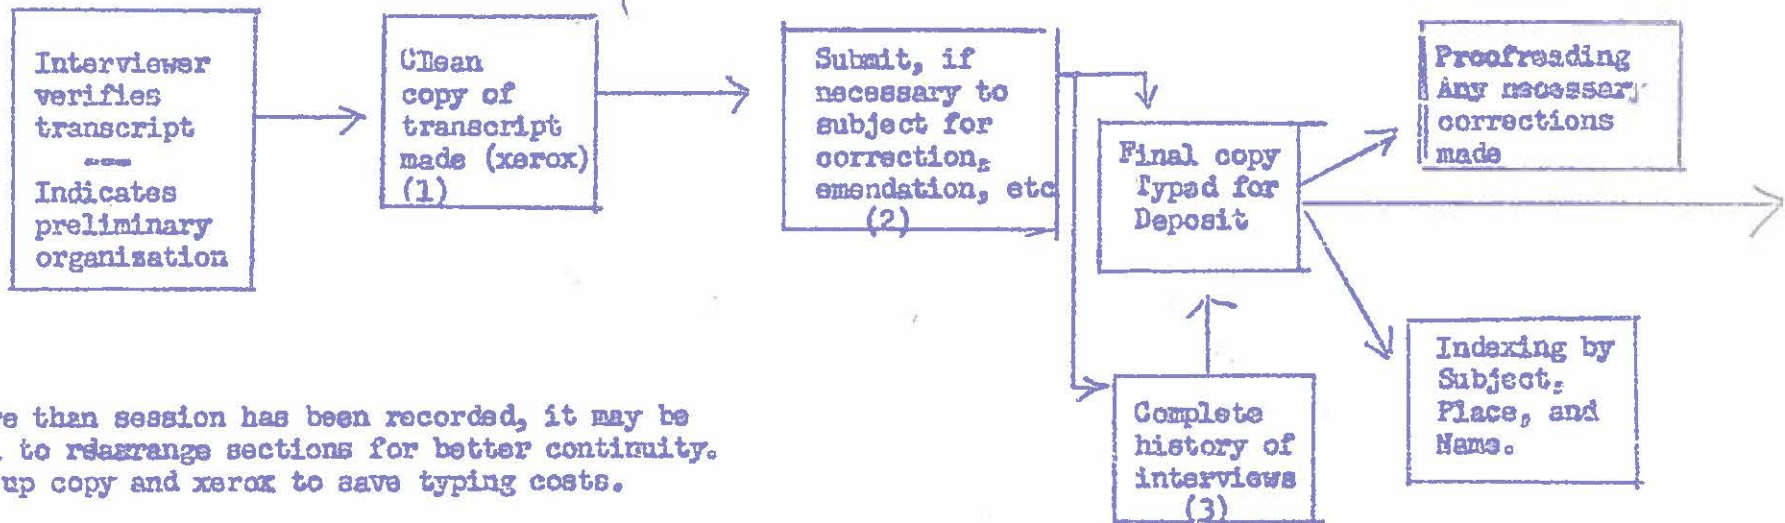 Interviewer
verifies
transcript
---
Indicates
preliminary
organization
Clean
copy of
transcript
made (xerox)
(1)
Submit, if
necessary to
subject for
correction,
emendation, etc
(2)
Final copy
Typed for
Deposit
Proofreading
Any necessary
corrections
made
Complete
history of
interviews
(3)
Indexing by
Subject,
Place, and
Name.
re than session has been recorded, it may be
to rearrange sections for better continuity.
up copy and xerox to save typing costs.